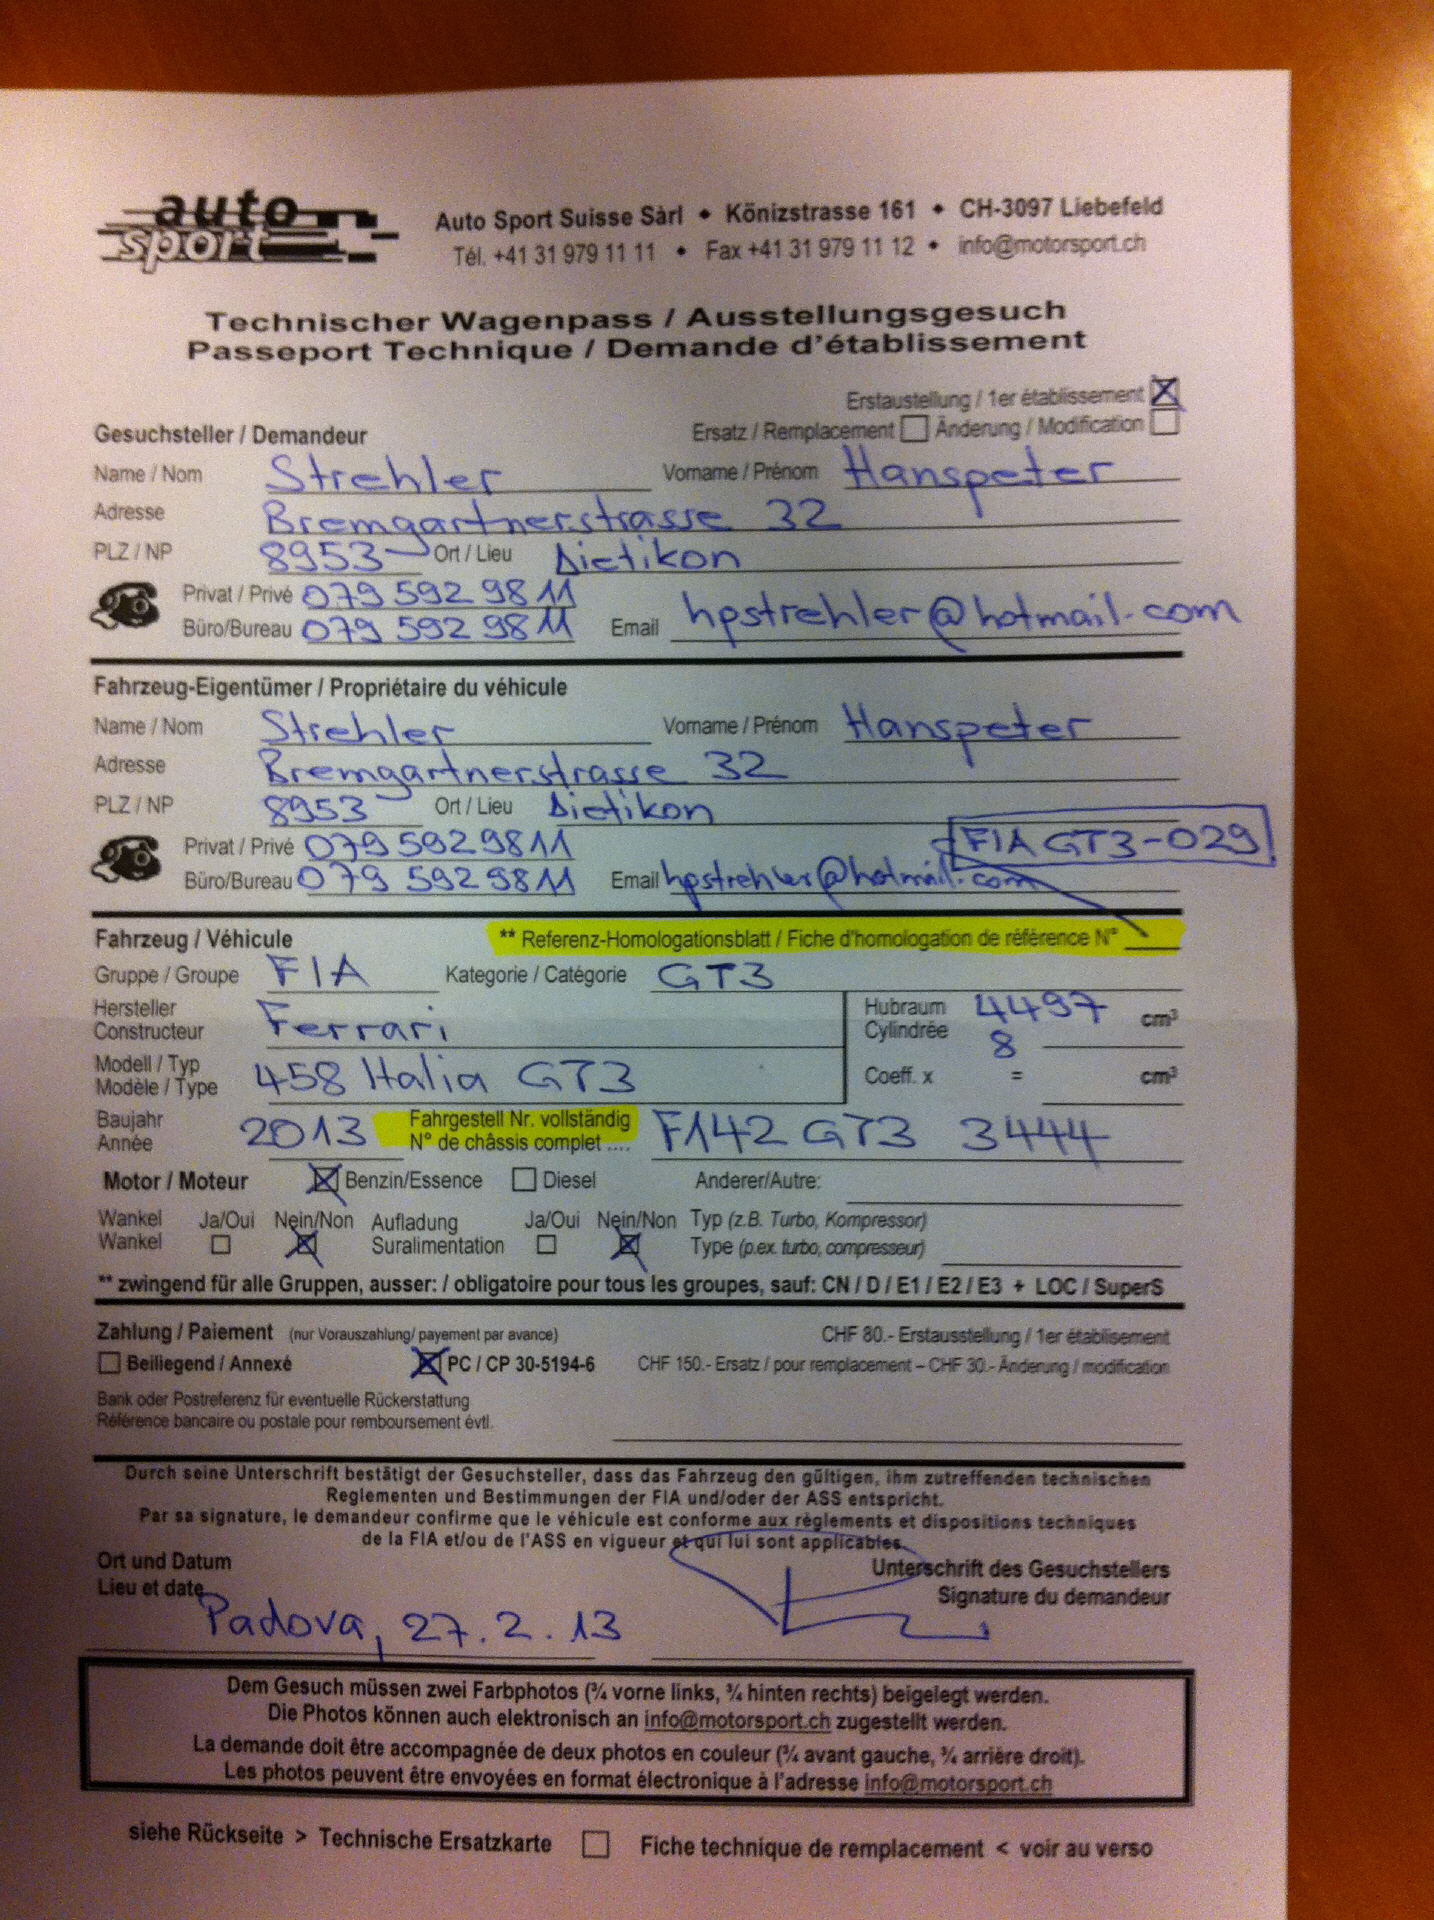 auto sport
Auto Sport Suisse Sàrl • Könizstrasse 161 • CH-3097 Liebefeld
Tél. +41 31 979 11 11 • Fax +41 31 979 11 12 • info@motorsport.ch
Technischer Wagenpass / Ausstellungsgesuch
Passeport Technique / Demande d'établissement
Erstaustellung / 1er établissement ☒
Gesuchsteller / Demandeur Ersatz / Remplacement ☐ Änderung / Modification ☐
Name / Nom Strehler Vorname / Prénom Hanspeter
Adresse Bremgartnerstrasse 32
PLZ / NP 8953 Ort / Lieu Dietikon
Privat / Privé 079 592 98 11
Büro/Bureau 079 592 98 11 Email hpstrehler@hotmail.com
Fahrzeug-Eigentümer / Propriétaire du véhicule
Name / Nom Strehler Vorname / Prénom Hanspeter
Adresse Bremgartnerstrasse 32
PLZ / NP 8953 Ort / Lieu Dietikon
Privat / Privé 079 592 98 11 FIA GT3-029
Büro/Bureau 079 592 98 11 Email hpstrehler@hotmail.com
Fahrzeug / Véhicule ** Referenz-Homologationsblatt / Fiche d'homologation de référence N°
Gruppe / Groupe FIA Kategorie / Catégorie GT3
Hersteller Constructeur Ferrari Hubraum Cylindrée 4497 cm³
8
Modell / Typ Modèle / Type 458 Italia GT3 Coeff. x = cm³
Baujahr Année 2013 Fahrgestell Nr. vollständig N° de châssis complet .... F142 GT3 3444
Motor / Moteur ☒ Benzin/Essence ☐ Diesel Anderer/Autre:
Wankel Ja/Oui Nein/Non Aufladung Ja/Oui Nein/Non Typ (z.B. Turbo, Kompressor)
Wankel ☐ ☒ Suralimentation ☐ ☒ Type (p.ex. turbo, compresseur)
** zwingend für alle Gruppen, ausser: / obligatoire pour tous les groupes, sauf: CN / D / E1 / E2 / E3 + LOC / SuperS
Zahlung / Paiement (nur Vorauszahlung/ payement par avance) CHF 80.- Erstausstellung / 1er établisement
☐ Beiliegend / Annexé ☒ PC / CP 30-5194-6 CHF 150.- Ersatz / pour remplacement – CHF 30.- Änderung / modification
Bank oder Postreferenz für eventuelle Rückerstattung
Référence bancaire ou postale pour remboursement évtl.
Durch seine Unterschrift bestätigt der Gesuchsteller, dass das Fahrzeug den gültigen, ihm zutreffenden technischen
Reglementen und Bestimmungen der FIA und/oder der ASS entspricht.
Par sa signature, le demandeur confirme que le véhicule est conforme aux règlements et dispositions techniques
de la FIA et/ou de l'ASS en vigueur et qui lui sont applicables.
Ort und Datum Unterschrift des Gesuchstellers
Lieu et date Signature du demandeur
Padova, 27.2.13
Dem Gesuch müssen zwei Farbphotos (¾ vorne links, ¾ hinten rechts) beigelegt werden.
Die Photos können auch elektronisch an info@motorsport.ch zugestellt werden.
La demande doit être accompagnée de deux photos en couleur (¾ avant gauche, ¾ arrière droit).
Les photos peuvent être envoyées en format électronique à l'adresse info@motorsport.ch
siehe Rückseite > Technische Ersatzkarte ☐ Fiche technique de remplacement < voir au verso